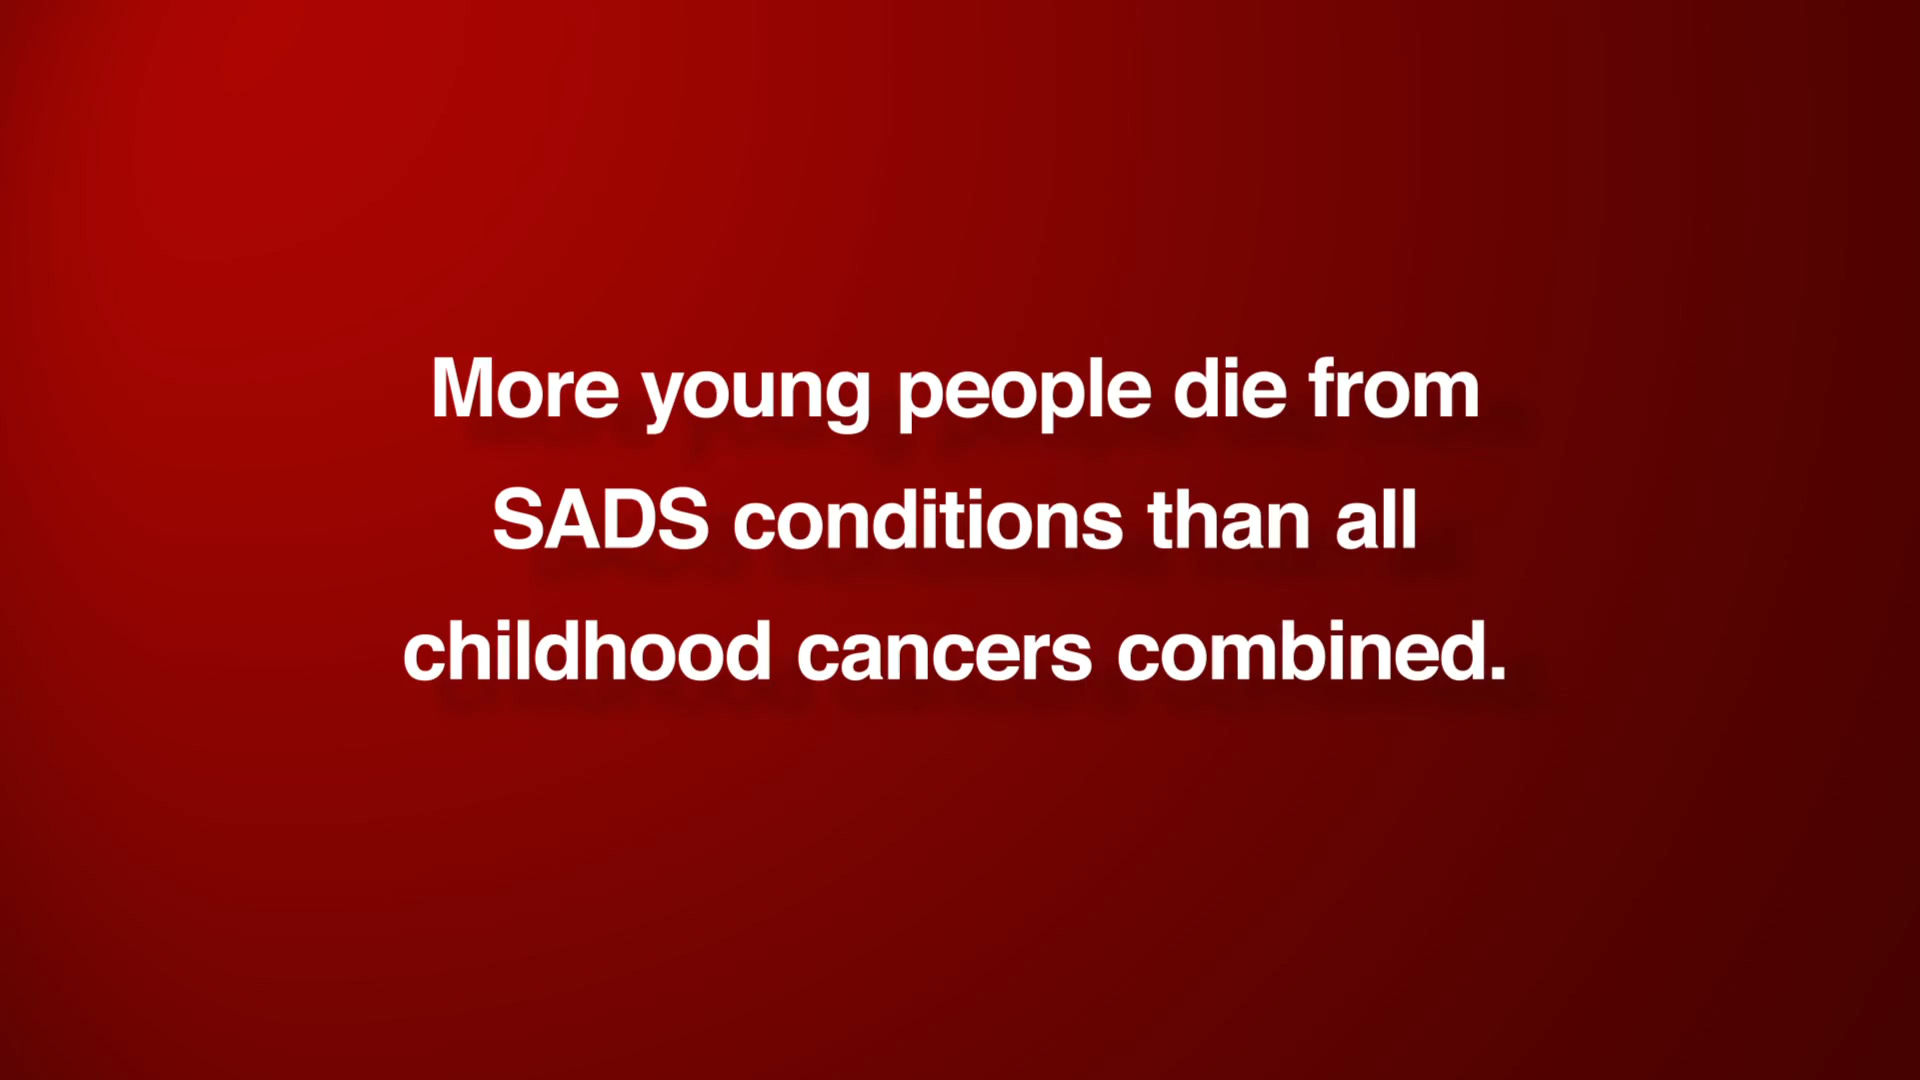 More young people die from
SADS conditions than all
childhood cancers combined.